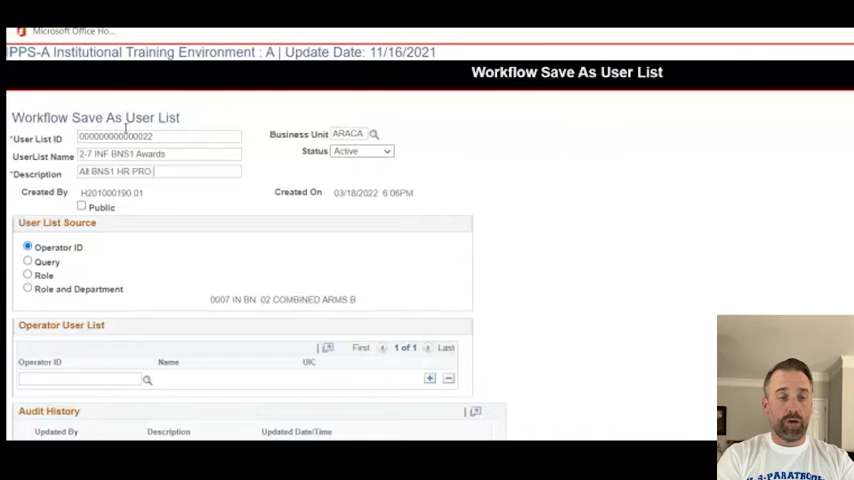 Microsoft Office Ho...
IPPS-A Institutional Training Environment : A | Update Date: 11/16/2021
Workflow Save As User List
Workflow Save As User List
*User List ID 000000000000022 Business Unit ARACA
UserList Name 2-7 INF BNS1 Awards Status Active
*Description Alt BNS1 HR PRO
Created By H201000190.01 Created On 03/18/2022 6:06PM
Public
User List Source
Operator ID
Query
Role
Role and Department
0007 IN BN 02 COMBINED ARMS B
Operator User List
First 1 of 1 Last
Operator ID Name UIC
Audit History
Updated By Description Updated Date/Time